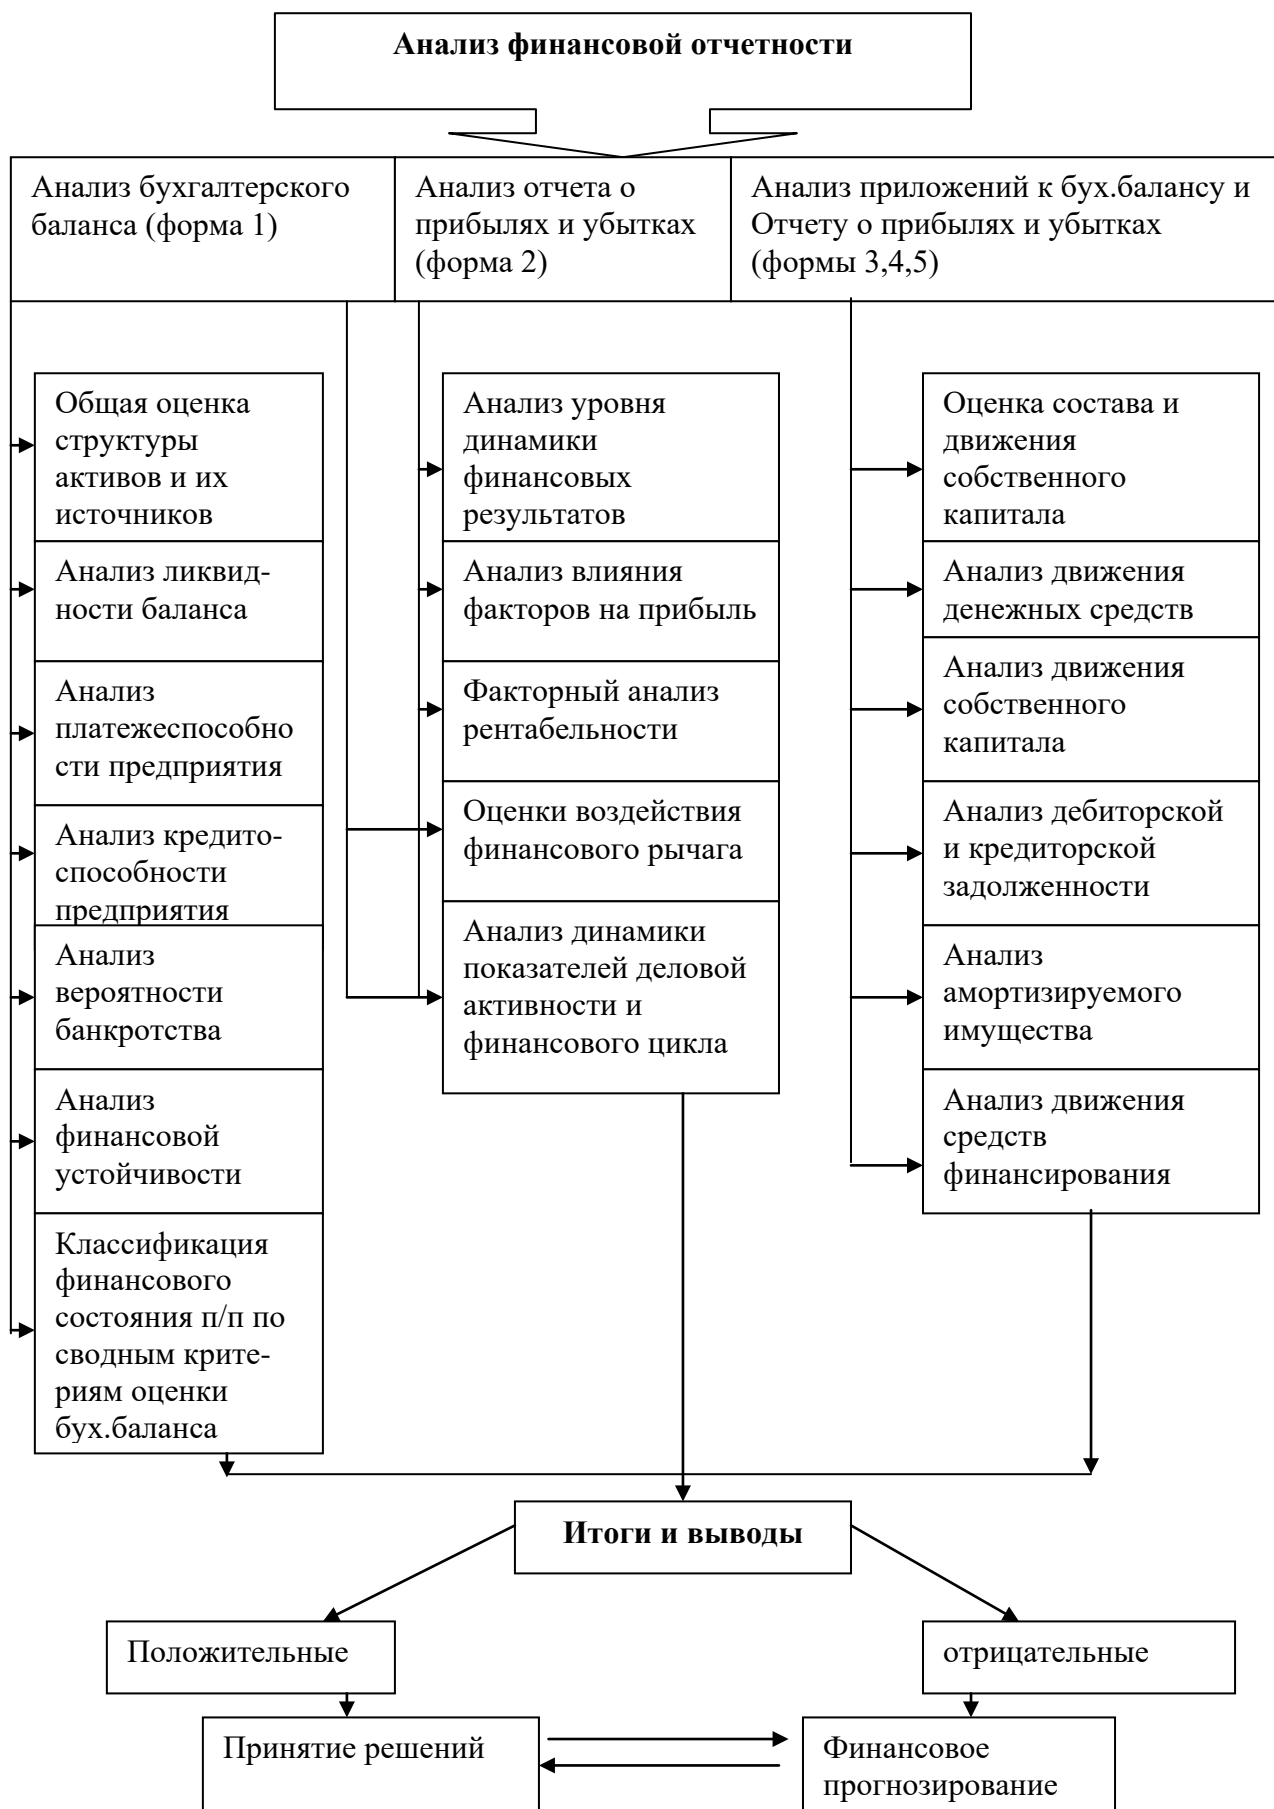 Анализ финансовой отчетности
Анализ бухгалтерского
баланса (форма 1)
Анализ отчета о
прибылях и убытках
(форма 2)
Анализ приложений к бух.балансу и
Отчету о прибылях и убытках
(формы 3,4,5)
Общая оценка
структуры
активов и их
источников
Анализ ликвид-
ности баланса
Анализ
платежеспособно
сти предприятия
Анализ кредито-
способности
предприятия
Анализ
вероятности
банкротства
Анализ
финансовой
устойчивости
Классификация
финансового
состояния п/п по
сводным крите-
риям оценки
бух.баланса
Анализ уровня
динамики
финансовых
результатов
Анализ влияния
факторов на прибыль
Факторный анализ
рентабельности
Оценки воздействия
финансового рычага
Анализ динамики
показателей деловой
активности и
финансового цикла
Оценка состава и
движения
собственного
капитала
Анализ движения
денежных средств
Анализ движения
собственного
капитала
Анализ дебиторской
и кредиторской
задолженности
Анализ
амортизируемого
имущества
Анализ движения
средств
финансирования
Итоги и выводы
Положительные
отрицательные
Принятие решений
Финансовое
прогнозирование